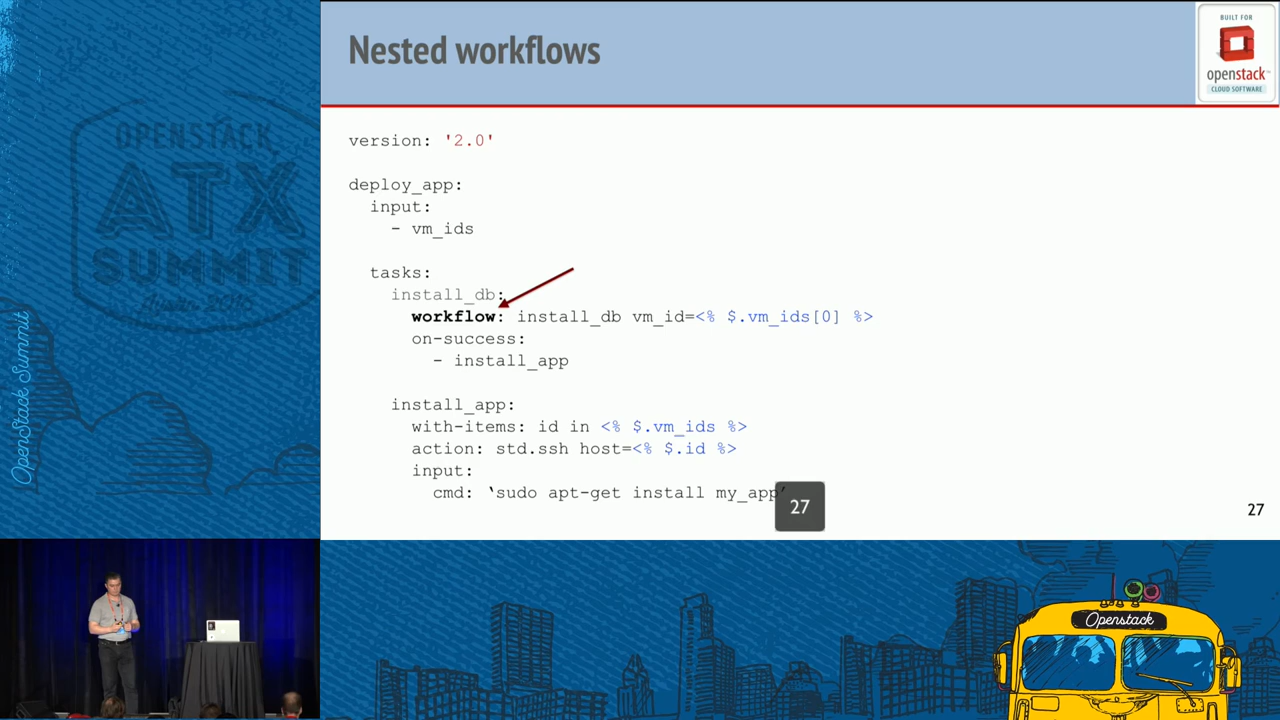 Nested workflows
BUILT FOR
openstack
CLOUD SOFTWARE
OPENSTACK
ATX
SUMMIT
OpenStack Summit
version: '2.0'
deploy_app:
input:
- vm_ids
tasks:
install_db:
workflow: install_db vm_id=<% $.vm_ids[0] %>
on-success:
- install_app
install_app:
with-items: id in <% $.vm_ids %>
action: std.ssh host=<% $.id %>
input:
cmd: ‘sudo apt-get install my_app’
27
27
Openstack